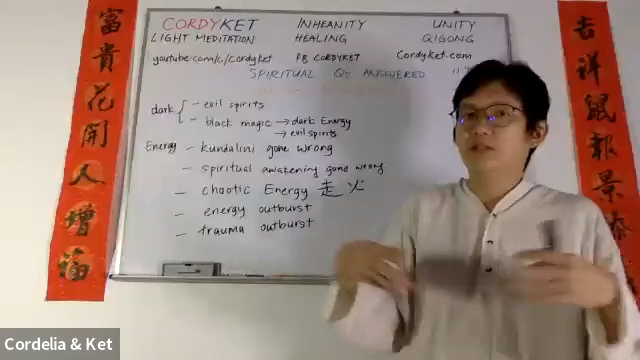 CORDYKET INHEANITY UNITY
LIGHT MEDITATION HEALING QIGONG
youtube.com/c/cordyket FB CORDYKET Cordyket.com
SPIRITUAL Qs ANSWERED
dark - evil spirits
- black magic → dark Energy
→ evil spirits
Energy - kundalini gone wrong
- spiritual awakening gone wrong
- chaotic Energy 走火
- energy outburst
- trauma outburst
富貴花開人增福
吉祥鼠報景添
Cordelia & Ket